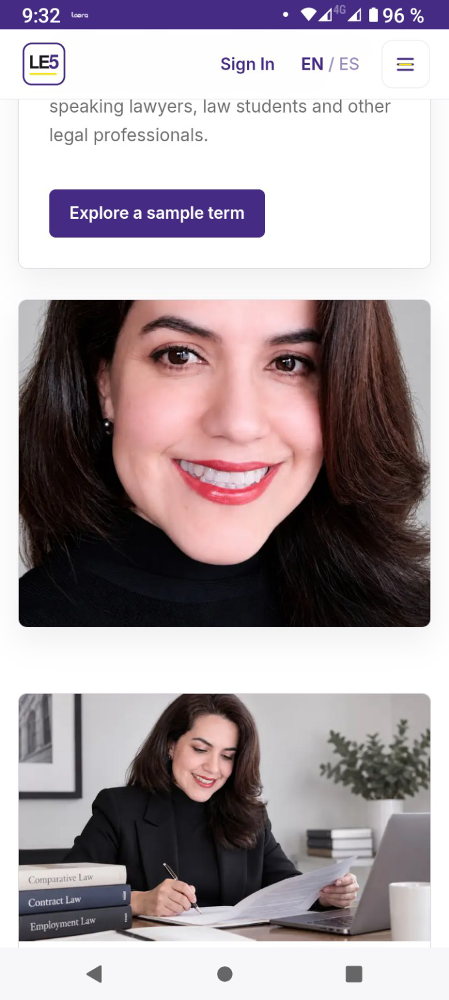 9:32
4G
96 %
LE5
Sign In
EN / ES
speaking lawyers, law students and other
legal professionals.
Explore a sample term
Comparative Law
Contract Law
Employment Law